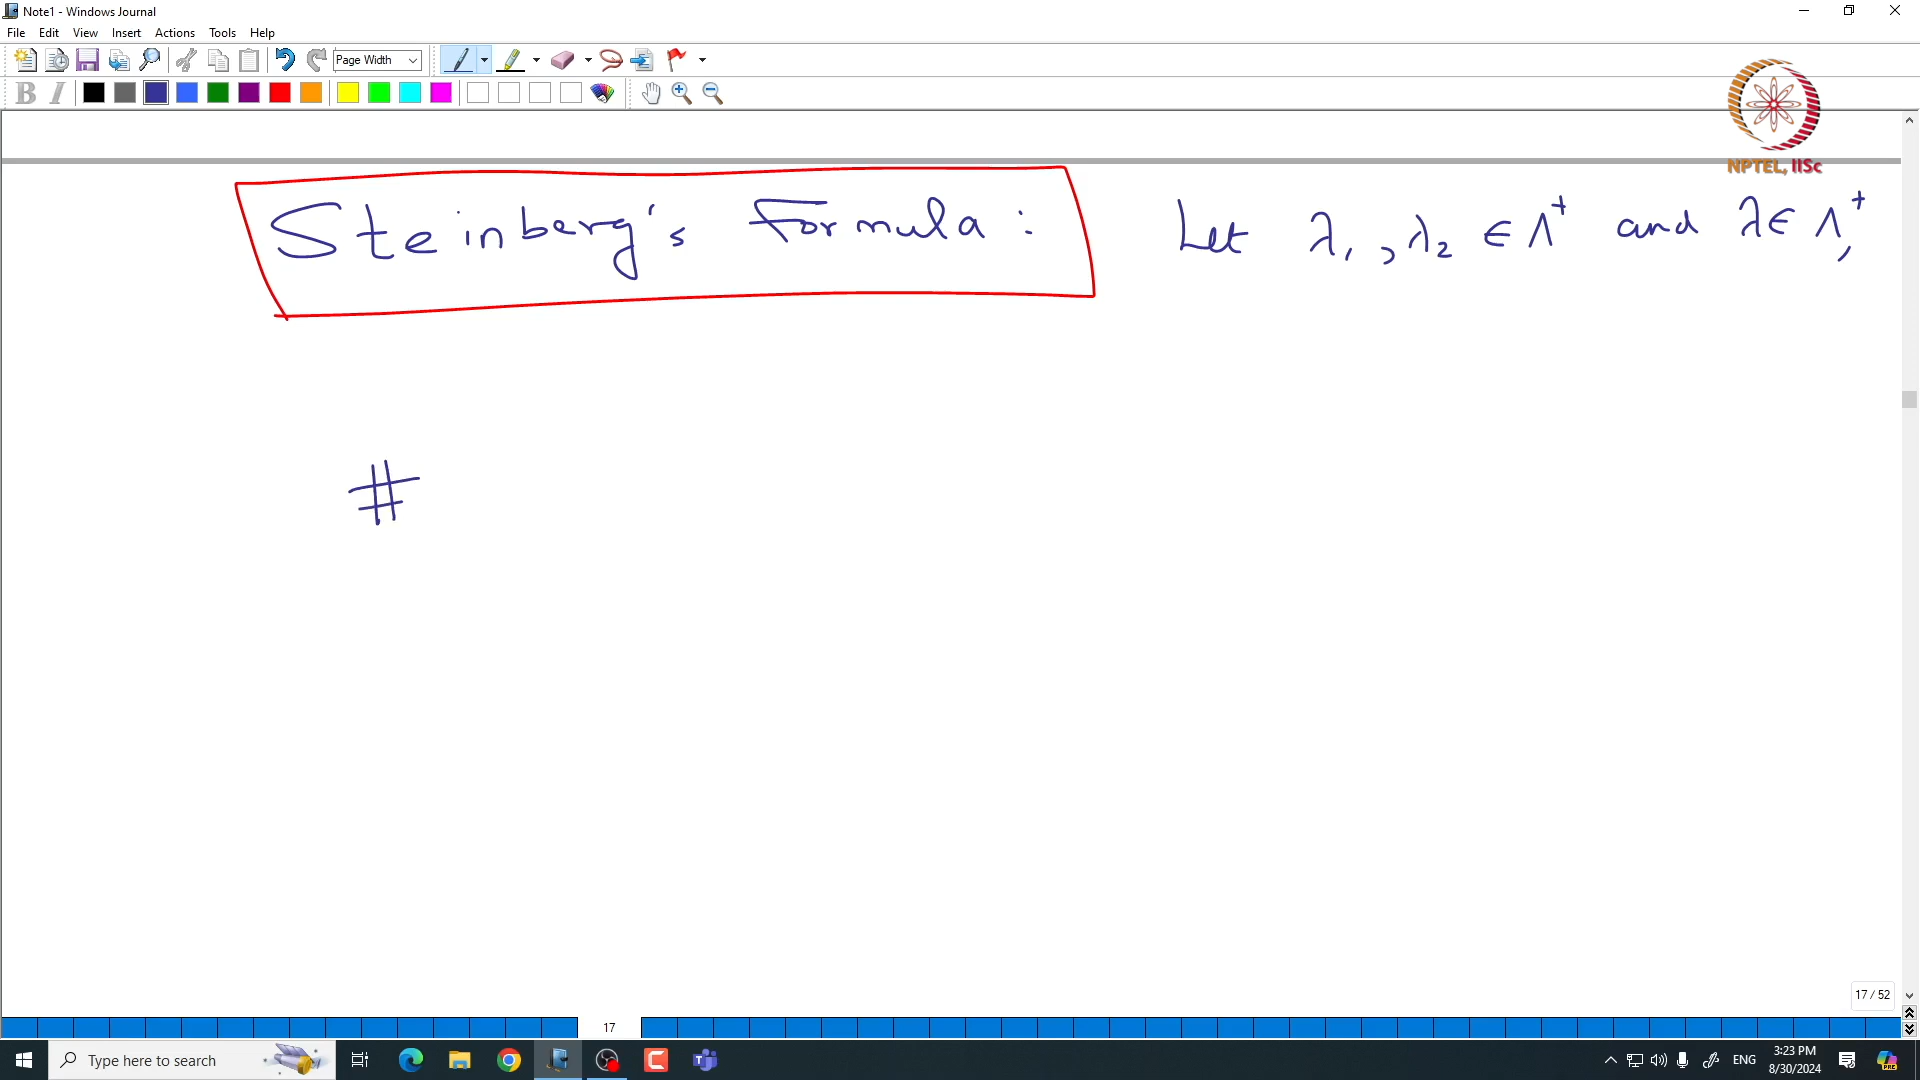 Note1 - Windows Journal
File Edit View Insert Actions Tools Help
Page Width
B I
NPTEL, IISc
Steinberg's Formula: Let λ₁, λ₂ ∈ Λ⁺ and λ ∈ Λ⁺,
#
17 / 52
17
Type here to search
ENG
3:23 PM
8/30/2024